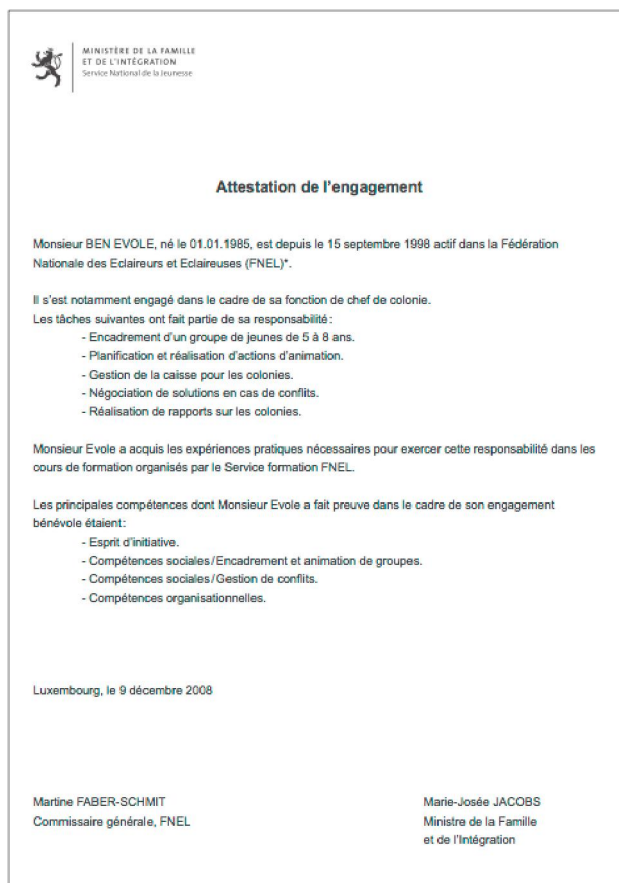 MINISTÈRE DE LA FAMILLE
ET DE L'INTÉGRATION
Service National de la Jeunesse
Attestation de l'engagement
Monsieur BEN EVOLE, né le 01.01.1985, est depuis le 15 septembre 1998 actif dans la Fédération
Nationale des Eclaireurs et Eclaireuses (FNEL)*.
Il s'est notamment engagé dans le cadre de sa fonction de chef de colonie.
Les tâches suivantes ont fait partie de sa responsabilité:
- Encadrement d'un groupe de jeunes de 5 à 8 ans.
- Planification et réalisation d'actions d'animation.
- Gestion de la caisse pour les colonies.
- Négociation de solutions en cas de conflits.
- Réalisation de rapports sur les colonies.
Monsieur Evole a acquis les expériences pratiques nécessaires pour exercer cette responsabilité dans les
cours de formation organisés par le Service formation FNEL.
Les principales compétences dont Monsieur Evole a fait preuve dans le cadre de son engagement
bénévole étaient:
- Esprit d'initiative.
- Compétences sociales/Encadrement et animation de groupes.
- Compétences sociales/Gestion de conflits.
- Compétences organisationnelles.
Luxembourg, le 9 décembre 2008
Martine FABER-SCHMIT
Commissaire générale, FNEL
Marie-Josée JACOBS
Ministre de la Famille
et de l'Intégration